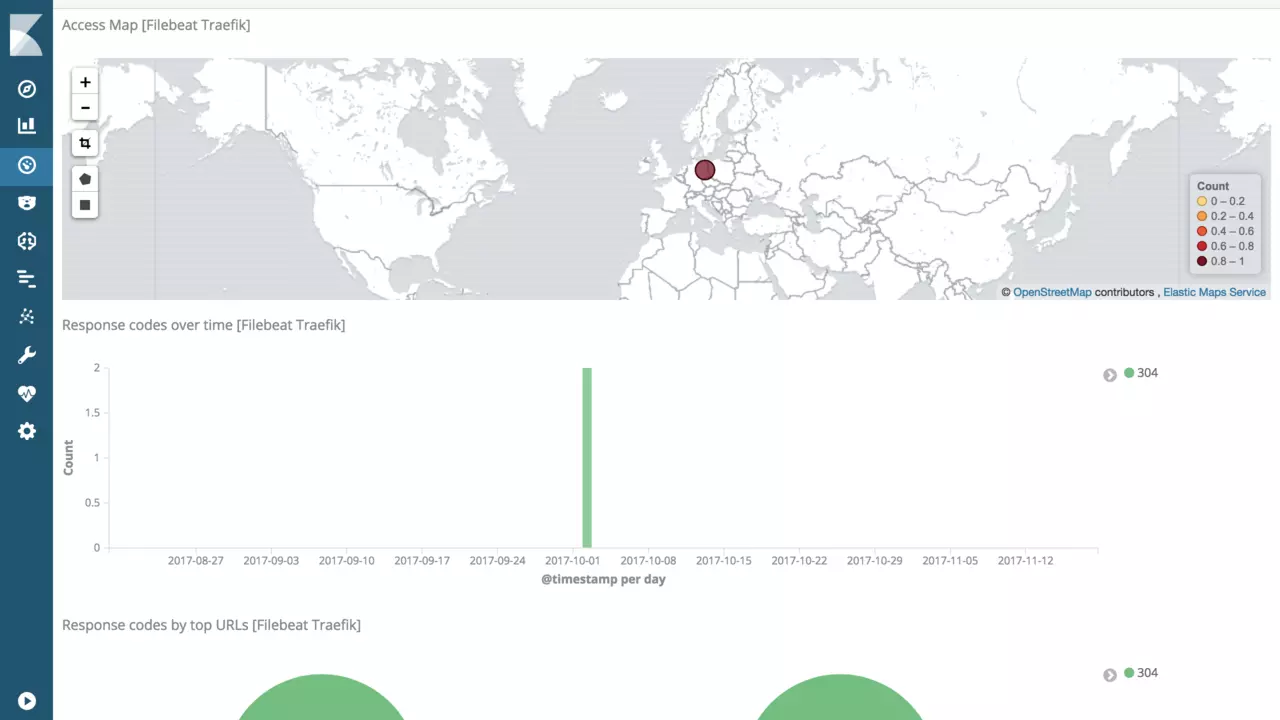 Access Map [Filebeat Traefik]
+
−
Count
0 – 0.2
0.2 – 0.4
0.4 – 0.6
0.6 – 0.8
0.8 – 1
© OpenStreetMap contributors , Elastic Maps Service
Response codes over time [Filebeat Traefik]
2
1.5
1
0.5
0
Count
304
2017-08-27 2017-09-03 2017-09-10 2017-09-17 2017-09-24 2017-10-01 2017-10-08 2017-10-15 2017-10-22 2017-10-29 2017-11-05 2017-11-12
@timestamp per day
Response codes by top URLs [Filebeat Traefik]
304